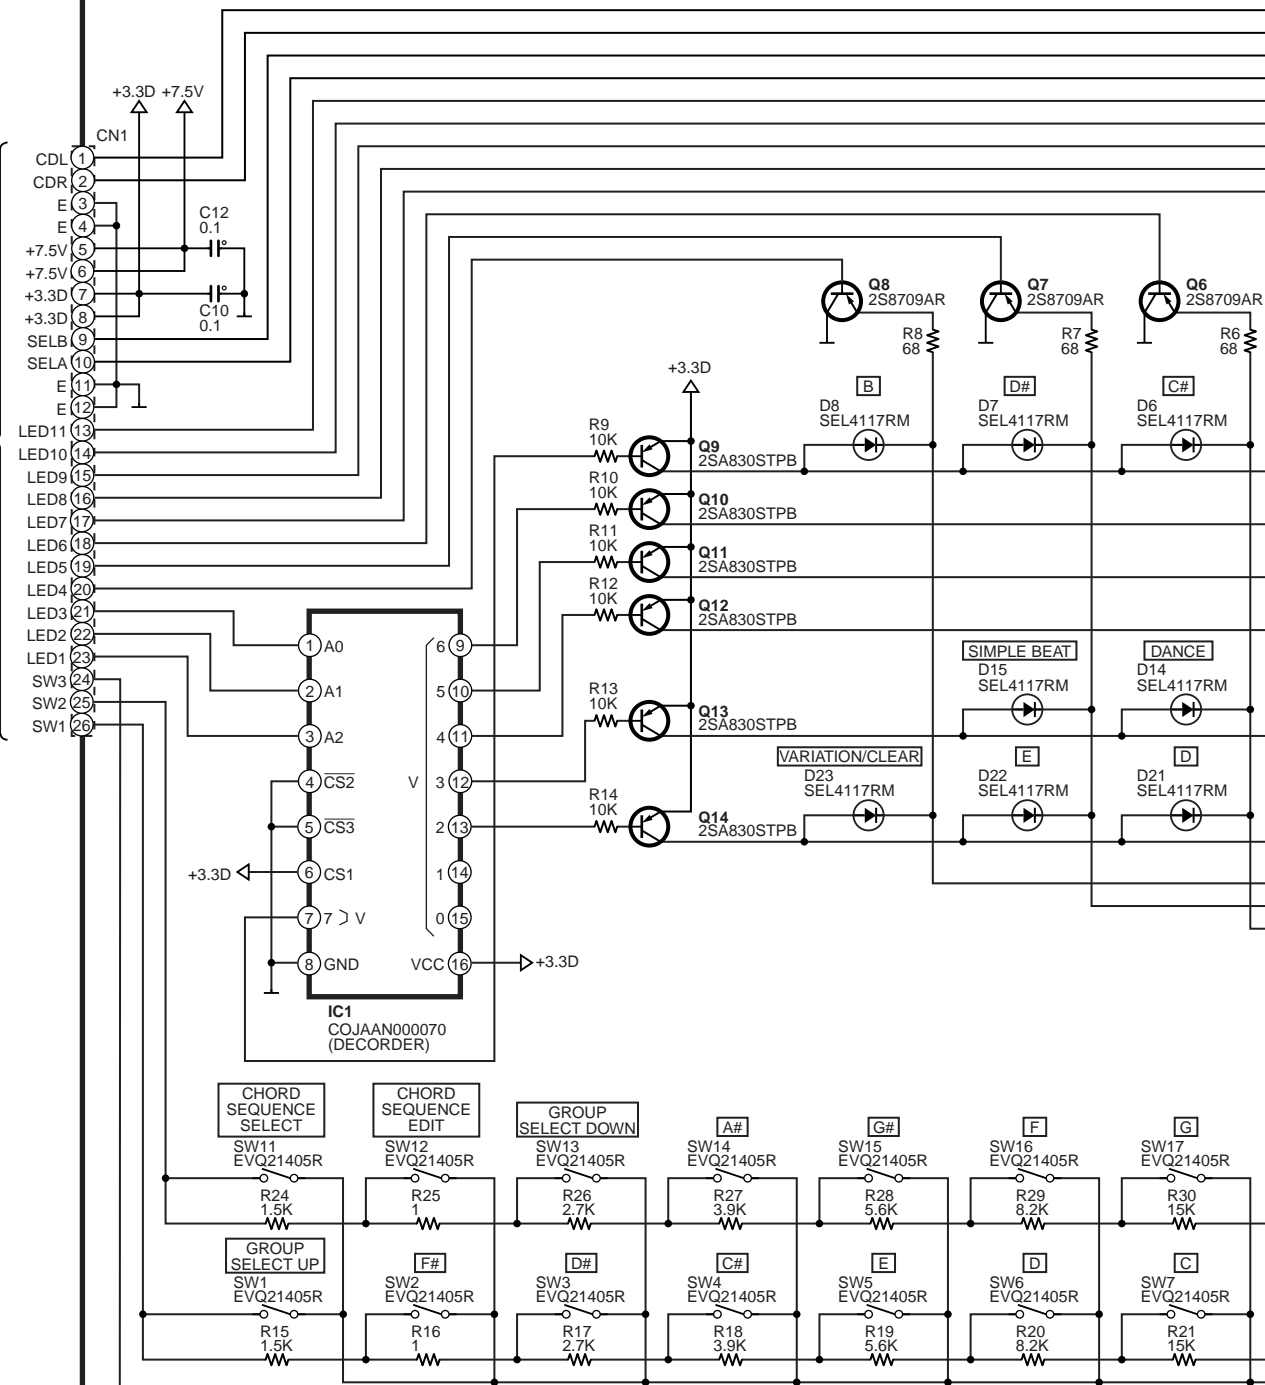 +3.3D +7.5V
CN1
CDL 1
CDR 2
E 3
E 4
+7.5V 5
+7.5V 6
+3.3D 7
+3.3D 8
SELB 9
SELA 10
E 11
E 12
LED11 13
LED10 14
LED9 15
LED8 16
LED7 17
LED6 18
LED5 19
LED4 20
LED3 21
LED2 22
LED1 23
SW3 24
SW2 25
SW1 26
C12
0.1
C10
0.1
Q8
2S8709AR
Q7
2S8709AR
Q6
2S8709AR
R8
68
R7
68
R6
68
+3.3D
B
D#
C#
D8
SEL4117RM
D7
SEL4117RM
D6
SEL4117RM
R9
10K
Q9
2SA830STPB
R10
10K
Q10
2SA830STPB
R11
10K
Q11
2SA830STPB
R12
10K
Q12
2SA830STPB
R13
10K
Q13
2SA830STPB
R14
10K
Q14
2SA830STPB
SIMPLE BEAT
D15
SEL4117RM
DANCE
D14
SEL4117RM
VARIATION/CLEAR
D23
SEL4117RM
E
D22
SEL4117RM
D
D21
SEL4117RM
1 A0
2 A1
3 A2
4 CS2
5 CS3
+3.3D 6 CS1
7 7 V
8 GND
V
6 9
5 10
4 11
3 12
2 13
1 14
0 15
VCC 16 +3.3D
IC1
COJAAN000070
(DECORDER)
CHORD
SEQUENCE
SELECT
SW11
EVQ21405R
R24
1.5K
CHORD
SEQUENCE
EDIT
SW12
EVQ21405R
R25
1
GROUP
SELECT DOWN
SW13
EVQ21405R
R26
2.7K
A#
SW14
EVQ21405R
R27
3.9K
G#
SW15
EVQ21405R
R28
5.6K
F
SW16
EVQ21405R
R29
8.2K
G
SW17
EVQ21405R
R30
15K
GROUP
SELECT UP
SW1
EVQ21405R
R15
1.5K
F#
SW2
EVQ21405R
R16
1
D#
SW3
EVQ21405R
R17
2.7K
C#
SW4
EVQ21405R
R18
3.9K
E
SW5
EVQ21405R
R19
5.6K
D
SW6
EVQ21405R
R20
8.2K
C
SW7
EVQ21405R
R21
15K